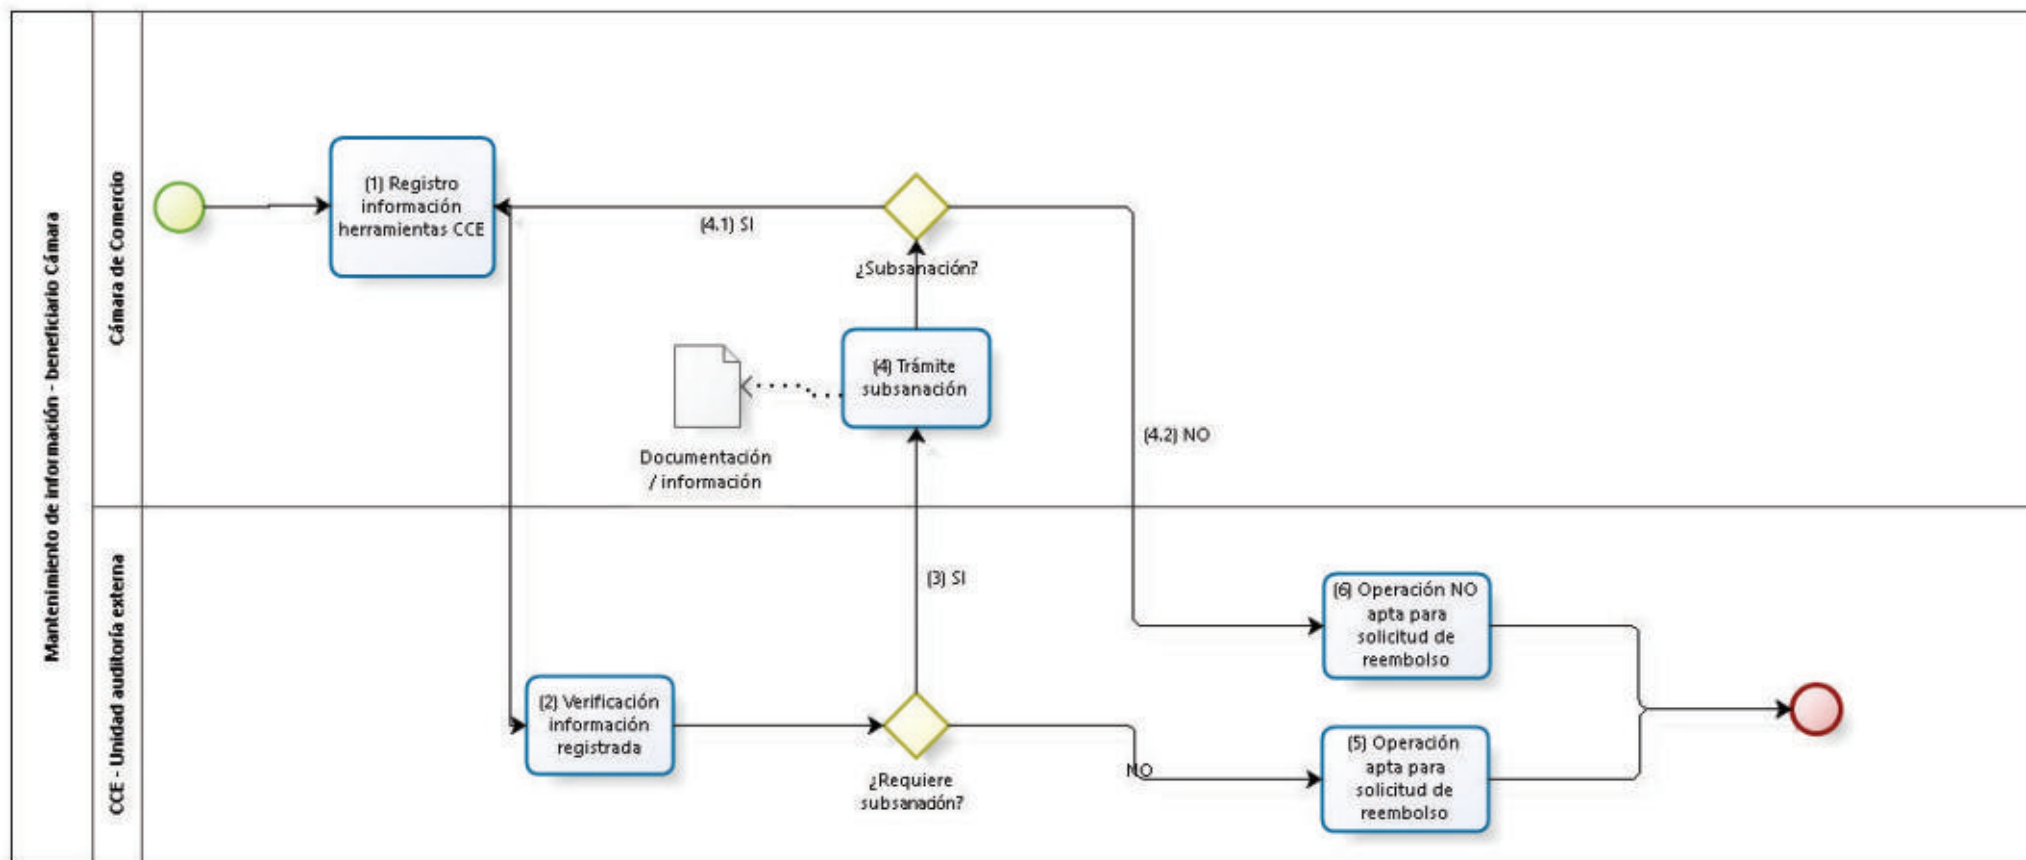 Mantenimiento de información - beneficiario Cámara
Cámara de Comercio
(1) Registro
información
herramientas CCE
(4.1) SI
¿Subsanación?
(4) Trámite
subsanación
Documentación
/ información
(4.2) NO
CCE - Unidad auditoría externa
(3) SI
(2) Verificación
información
registrada
¿Requiere
subsanación?
NO
(6) Operación NO
apta para
solicitud de
reembolso
(5) Operación
apta para
solicitud de
reembolso